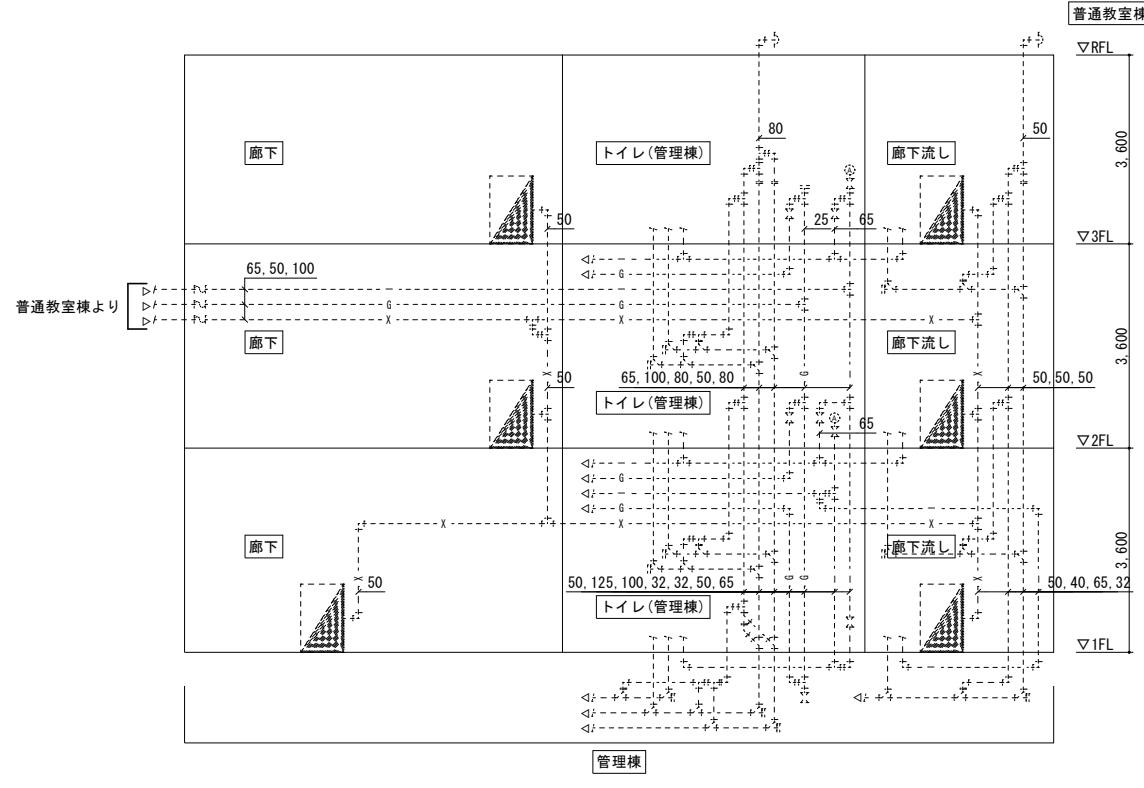 普通教室棟
▽RFL
80
50
廊下
トイレ(管理棟)
廊下流し
3,600
50
25
65
▽3FL
65,50,100
G
普通教室棟より
G
G
X
X
X
廊下
廊下流し
3,600
50
65,100,80,50,80
50,50,50
トイレ(管理棟)
65
▽2FL
G
G
X
X
X
廊下
廊下流し
3,600
50
50,125,100,32,32,50,65
50,40,65,32
トイレ(管理棟)
▽1FL
管理棟